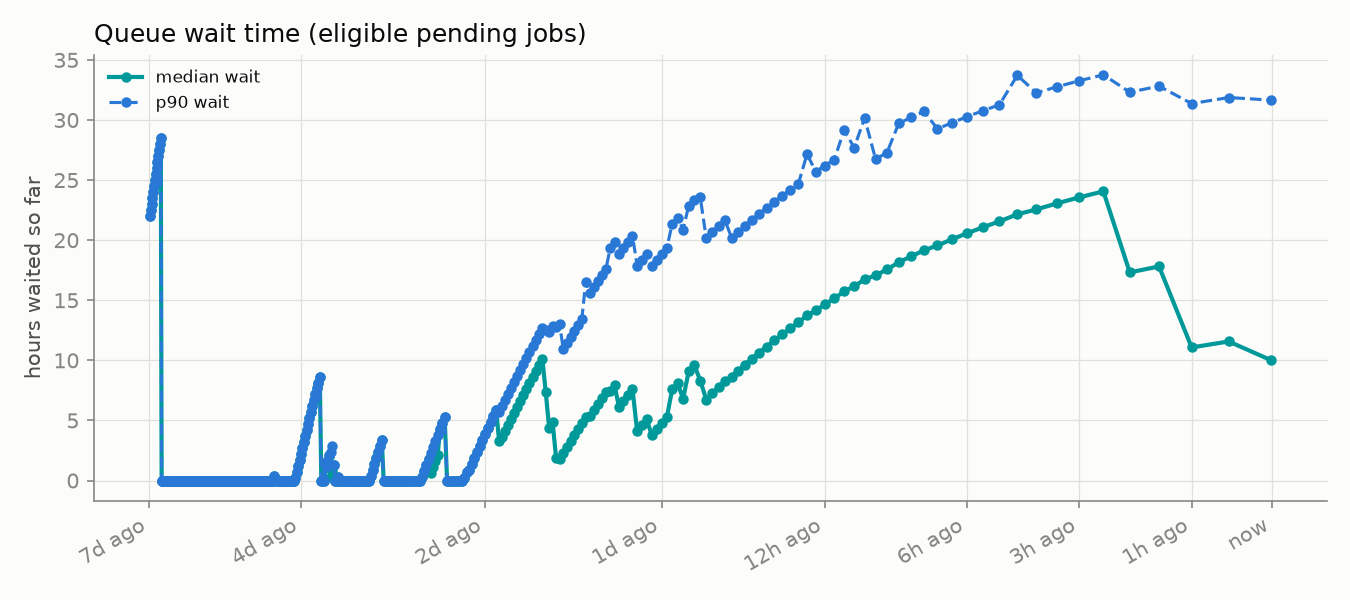 Queue wait time (eligible pending jobs)
median wait
p90 wait
hours waited so far
35
30
25
20
15
10
5
0
7d ago
4d ago
2d ago
1d ago
12h ago
6h ago
3h ago
1h ago
now